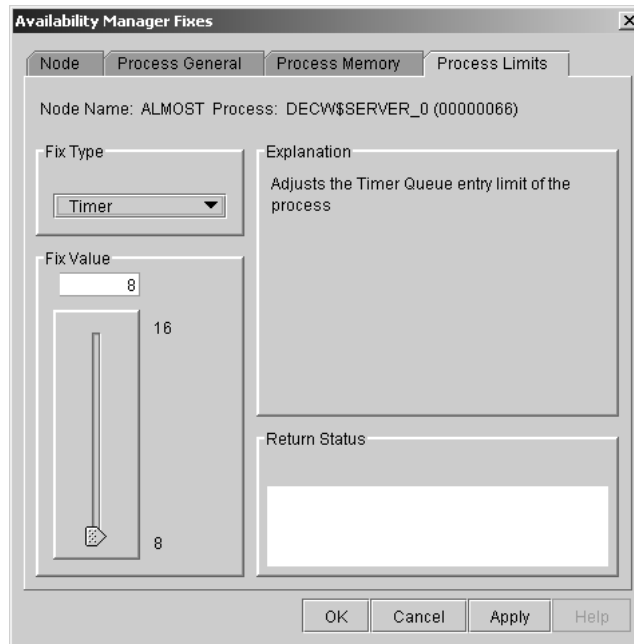 Availability Manager Fixes
Node
Process General
Process Memory
Process Limits
Node Name: ALMOST Process: DECW$SERVER_0 (00000066)
Fix Type
Timer
Explanation
Adjusts the Timer Queue entry limit of the
process
Fix Value
8
16
8
Return Status
OK
Cancel
Apply
Help